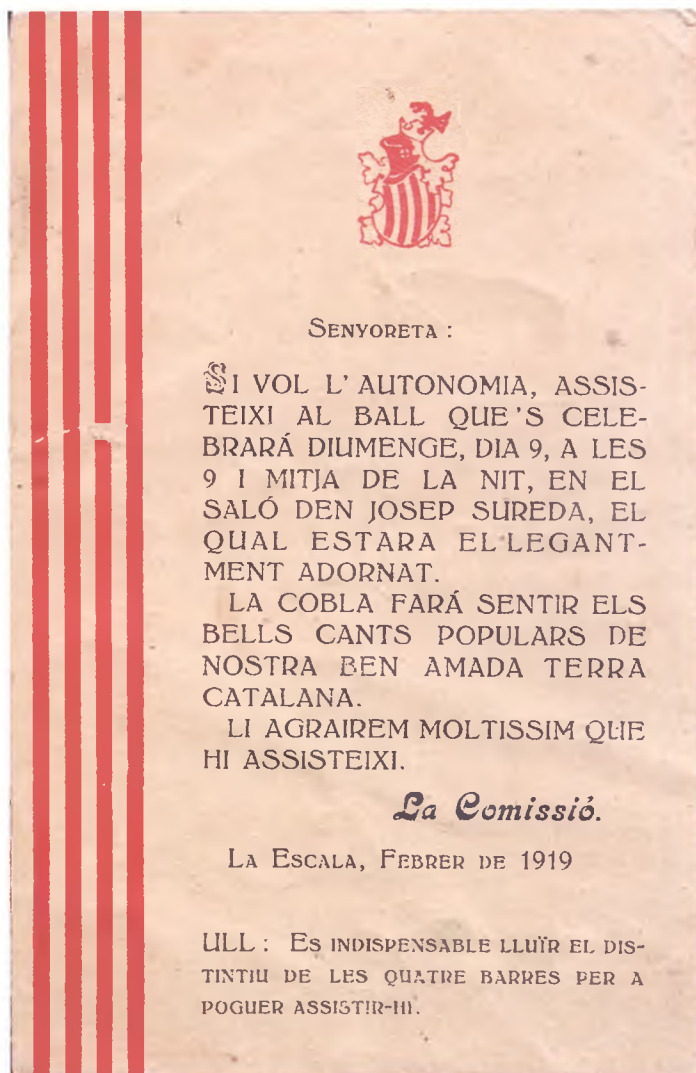 SENYORETA :
SI VOL L' AUTONOMIA, ASSIS-
TEIXI AL BALL QUE'S CELE-
BRARÁ DIUMENGE, DIA 9, A LES
9 I MITJA DE LA NIT, EN EL
SALÓ DEN JOSEP SUREDA, EL
QUAL ESTARA EL·LEGANT-
MENT ADORNAT.
LA COBLA FARÁ SENTIR ELS
BELLS CANTS POPULARS DE
NOSTRA BEN AMADA TERRA
CATALANA.
LI AGRAIREM MOLTISSIM QUE
HI ASSISTEIXI.
La Comissió.
LA ESCALA, FEBRER DE 1919
ULL : ES INDISPENSABLE LLUÏR EL DIS-
TINTIU DE LES QUATRE BARRES PER A
POGUER ASSISTIR-HI.